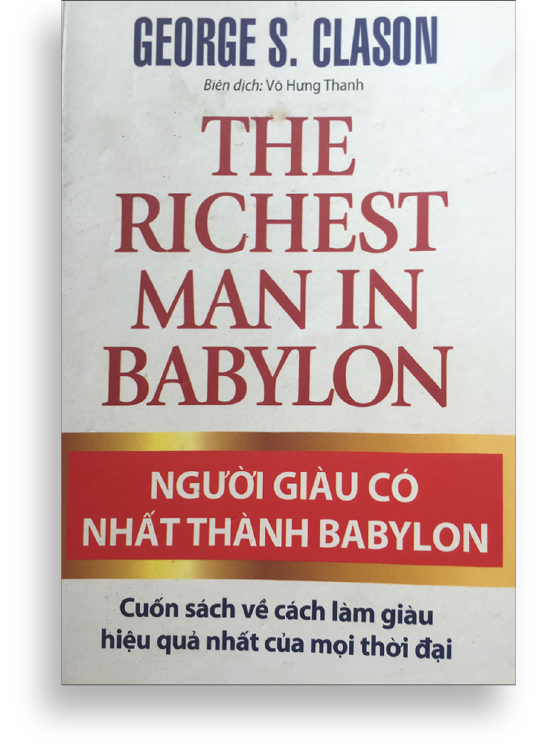 GEORGE S. CLASON
Biên dịch: Võ Hưng Thanh
THE
RICHEST
MAN IN
BABYLON
NGƯỜI GIÀU CÓ
NHẤT THÀNH BABYLON
Cuốn sách về cách làm giàu
hiệu quả nhất của mọi thời đại